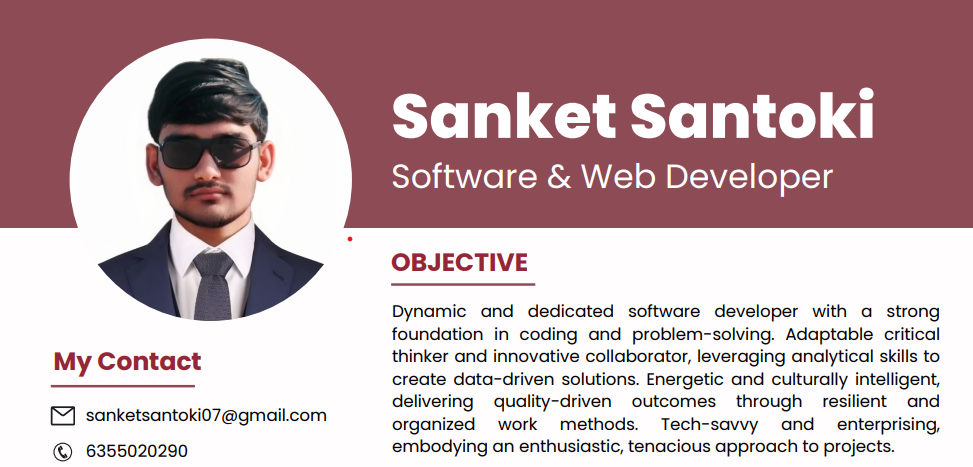 Sanket Santoki
Software & Web Developer
OBJECTIVE
Dynamic and dedicated software developer with a strong
foundation in coding and problem-solving. Adaptable critical
thinker and innovative collaborator, leveraging analytical skills to
create data-driven solutions. Energetic and culturally intelligent,
delivering quality-driven outcomes through resilient and
organized work methods. Tech-savvy and enterprising,
embodying an enthusiastic, tenacious approach to projects.
My Contact
sanketsantoki07@gmail.com
6355020290